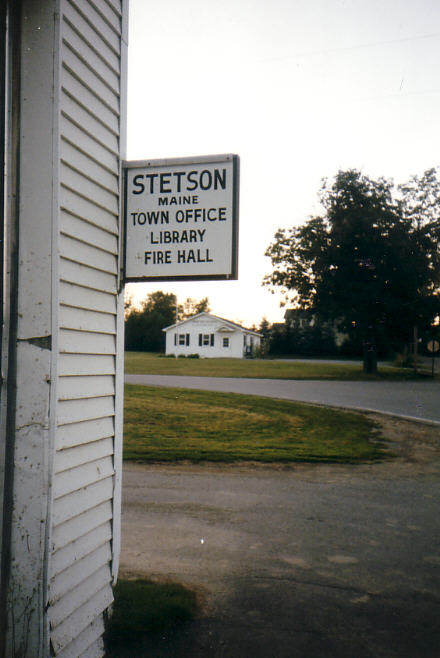 STETSON
MAINE
TOWN OFFICE
LIBRARY
FIRE HALL